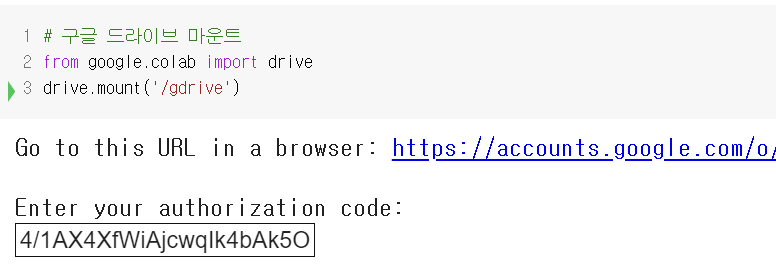 1 # 구글 드라이브 마운트
2 from google.colab import drive
3 drive.mount('/gdrive')
Go to this URL in a browser: https://accounts.google.com/o/
Enter your authorization code:
4/1AX4XfWiAjcwqIk4bAk5O